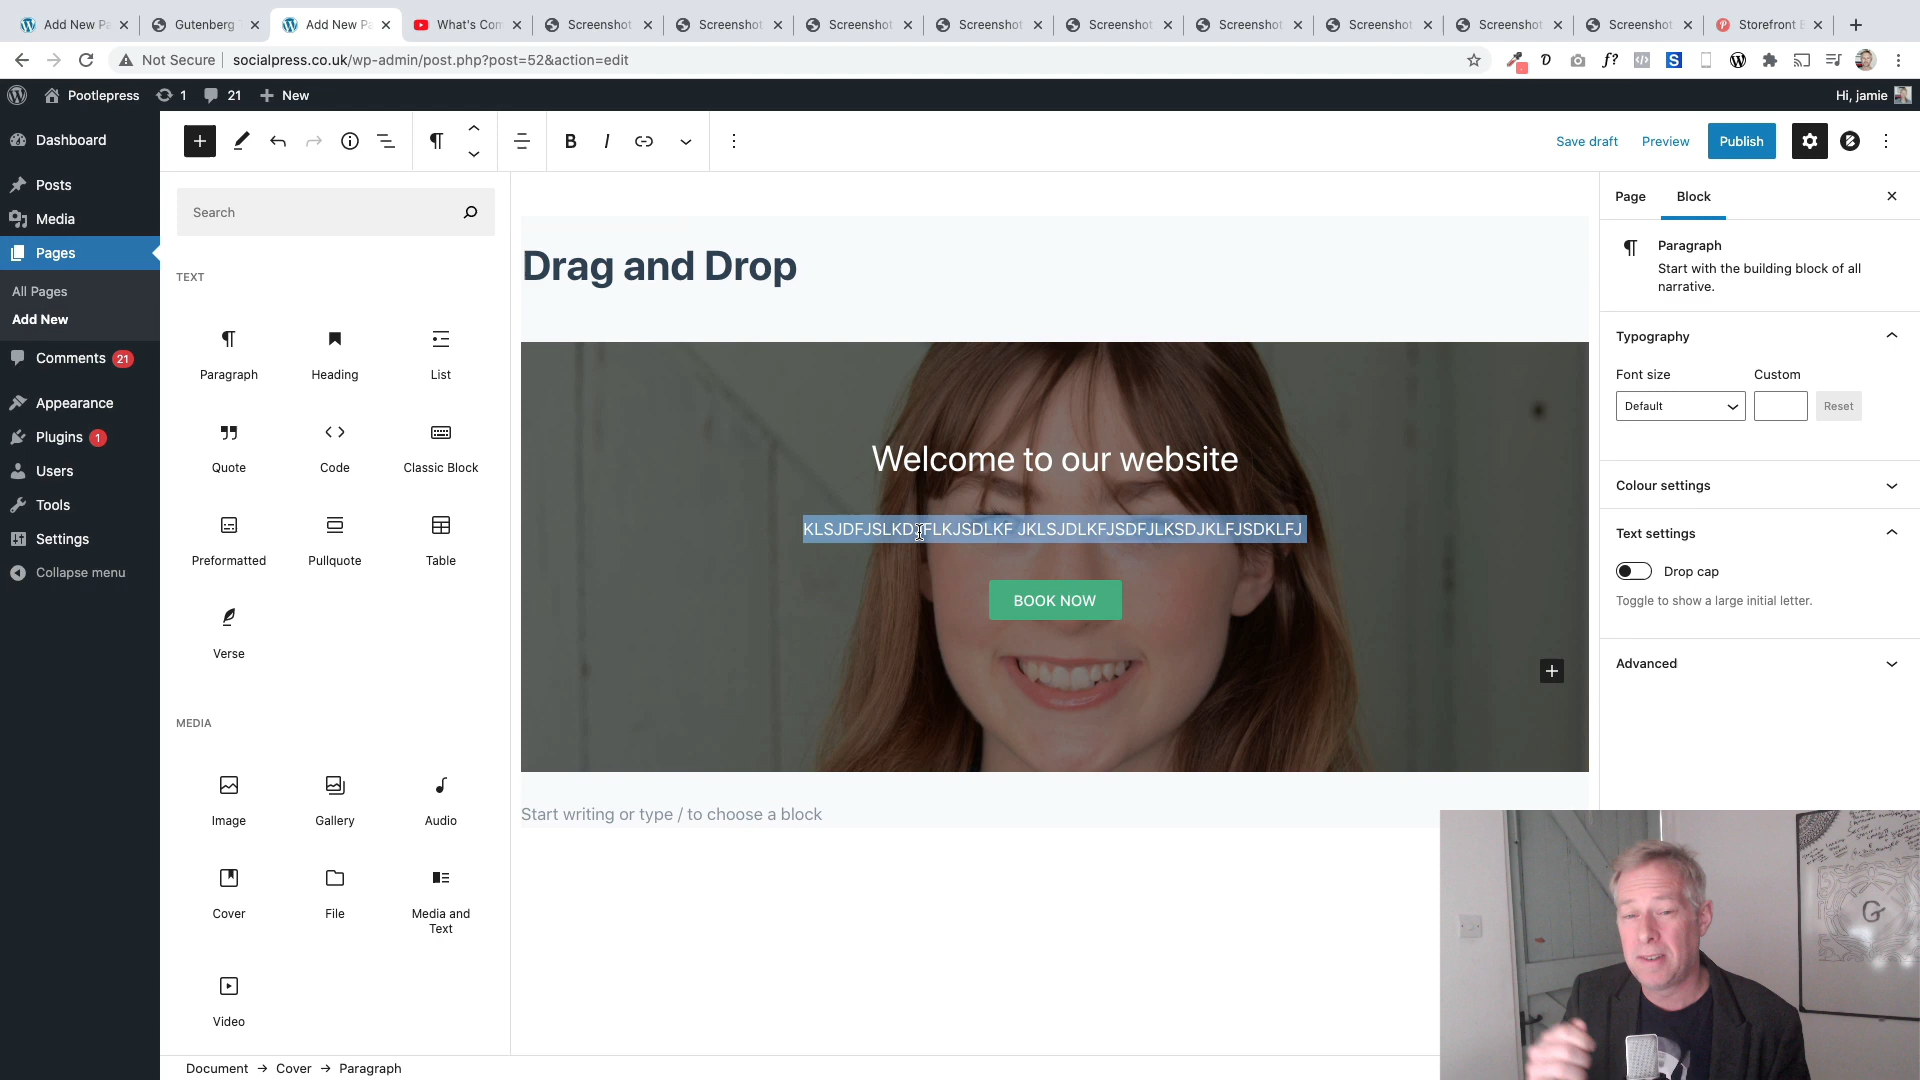 Add New Pa
Gutenberg
Add New Pa
What's Com
Screenshot
Screenshot
Screenshot
Screenshot
Screenshot
Screenshot
Screenshot
Screenshot
Screenshot
Storefront
Not Secure
socialpress.co.uk/wp-admin/post.php?post=52&action=edit
Pootlepress 1 21 New
Hi, jamie
Dashboard
Posts
Media
Pages
All Pages
Add New
Comments 21
Appearance
Plugins 1
Users
Tools
Settings
Collapse menu
Save draft
Preview
Publish
Search
TEXT
Paragraph
Heading
List
Quote
Code
Classic Block
Preformatted
Pullquote
Table
Verse
MEDIA
Image
Gallery
Audio
Cover
File
Media and
Text
Video
Drag and Drop
Welcome to our website
BOOK NOW
Start writing or type / to choose a block
Page
Block
Paragraph
Start with the building block of all
narrative.
Typography
Font size
Custom
Default
Reset
Colour settings
Text settings
Drop cap
Toggle to show a large initial letter.
Advanced
Document → Cover → Paragraph